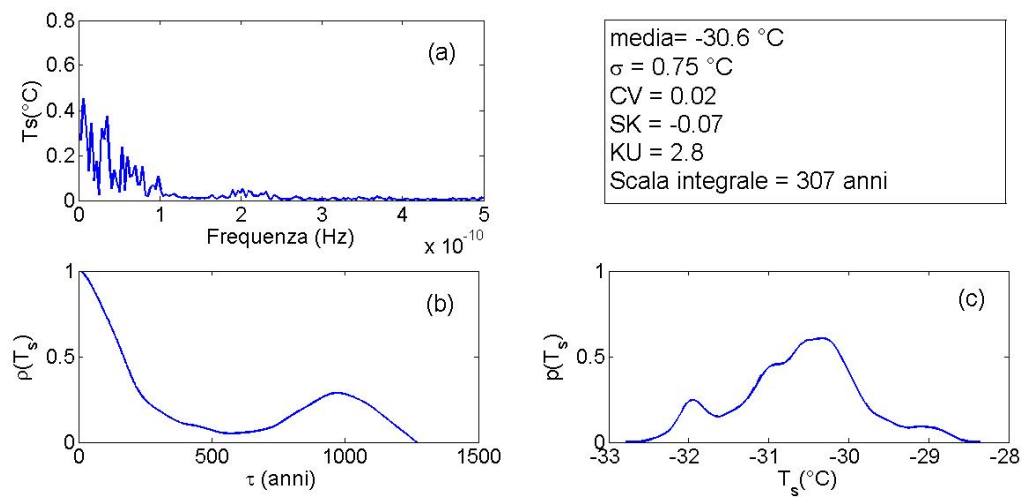 0.8
0.6
0.4
0.2
0
Ts(°C)
(a)
0 1 2 3 4 5
Frequenza (Hz)
x 10⁻¹⁰
media= -30.6 °C
σ = 0.75 °C
CV = 0.02
SK = -0.07
KU = 2.8
Scala integrale = 307 anni
1
0.5
0
ρ(Tₛ)
(b)
0 500 1000 1500
τ (anni)
1
0.5
0
p(Tₛ)
(c)
-33 -32 -31 -30 -29 -28
Tₛ(°C)